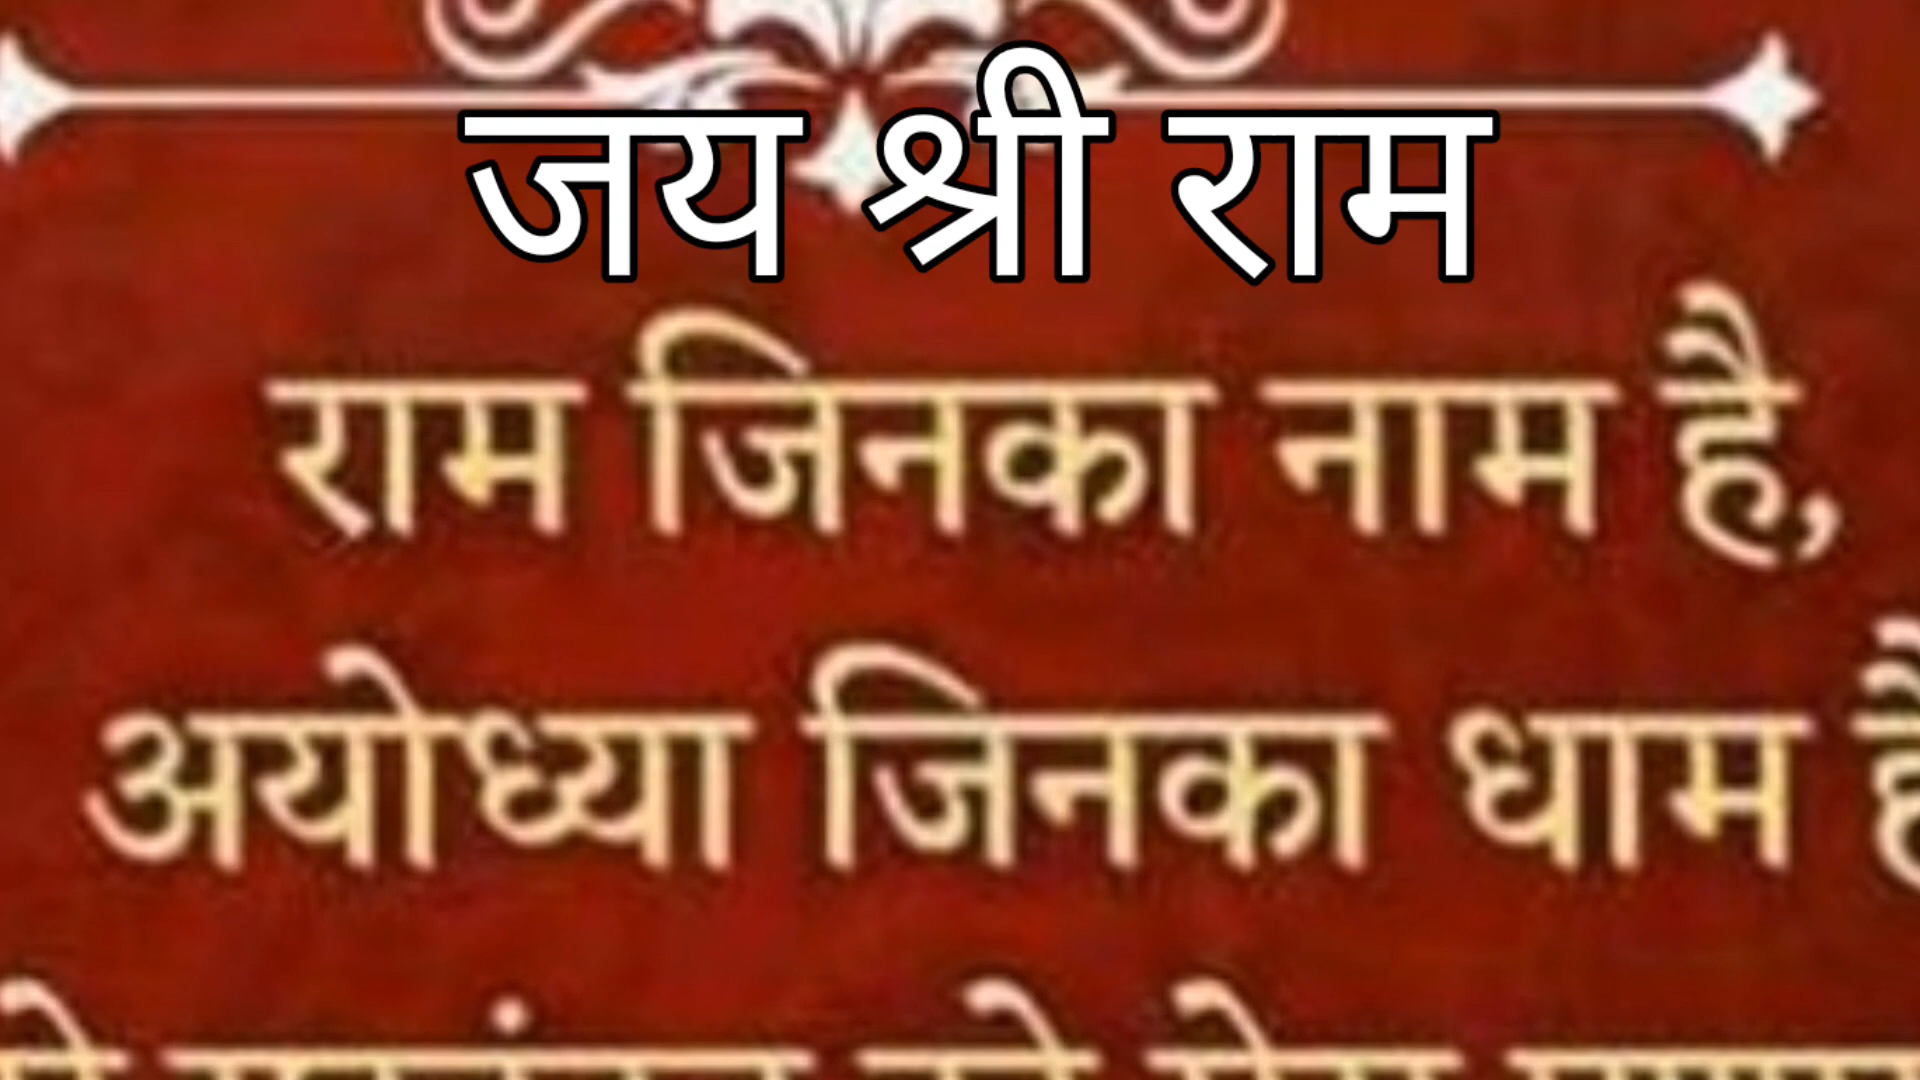 जय श्री राम
राम जिनका नाम है,
अयोध्या जिनका धाम है